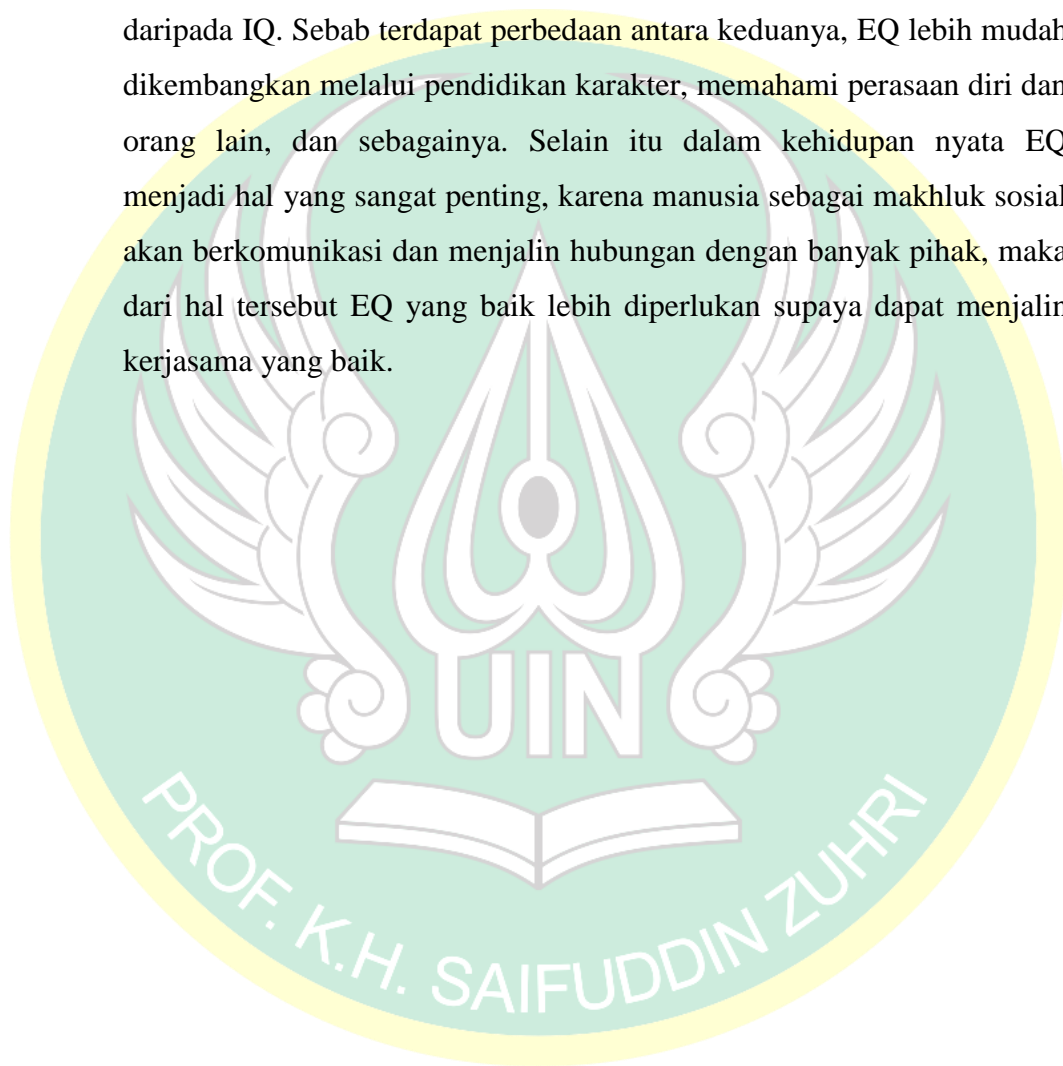 daripada IQ. Sebab terdapat perbedaan antara keduanya, EQ lebih mudah
dikembangkan melalui pendidikan karakter, memahami perasaan diri dan
orang lain, dan sebagainya. Selain itu dalam kehidupan nyata EQ
menjadi hal yang sangat penting, karena manusia sebagai makhluk sosial
akan berkomunikasi dan menjalin hubungan dengan banyak pihak, maka
dari hal tersebut EQ yang baik lebih diperlukan supaya dapat menjalin
kerjasama yang baik.
UIN
PROF. K.H. SAIFUDDIN ZUHRI